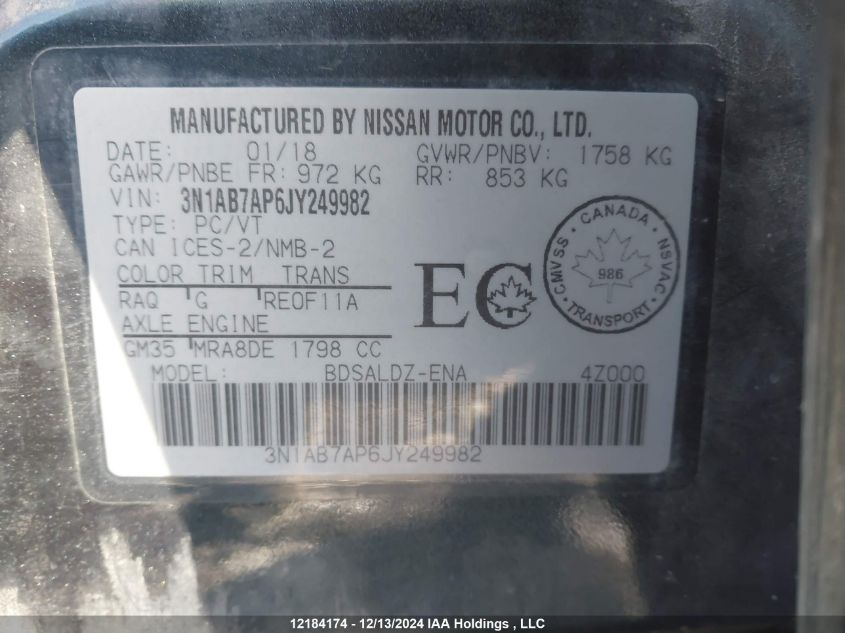 MANUFACTURED BY NISSAN MOTOR CO., LTD.
DATE: 01/18 GVWR/PNBV: 1758 KG
GAWR/PNBE FR: 972 KG RR: 853 KG
VIN: 3N1AB7AP6JY249982
TYPE: PC/VT
CAN ICES-2/NMB-2
COLOR TRIM TRANS
RAQ G RE0F11A
AXLE ENGINE
GM35 MRA8DE 1798 CC
EC
CANADA
CMVSS 986 NSVAC
TRANSPORT
MODEL: BDSALDZ-ENA 4Z000
3N1AB7AP6JY249982
12184174 - 12/13/2024 IAA Holdings , LLC